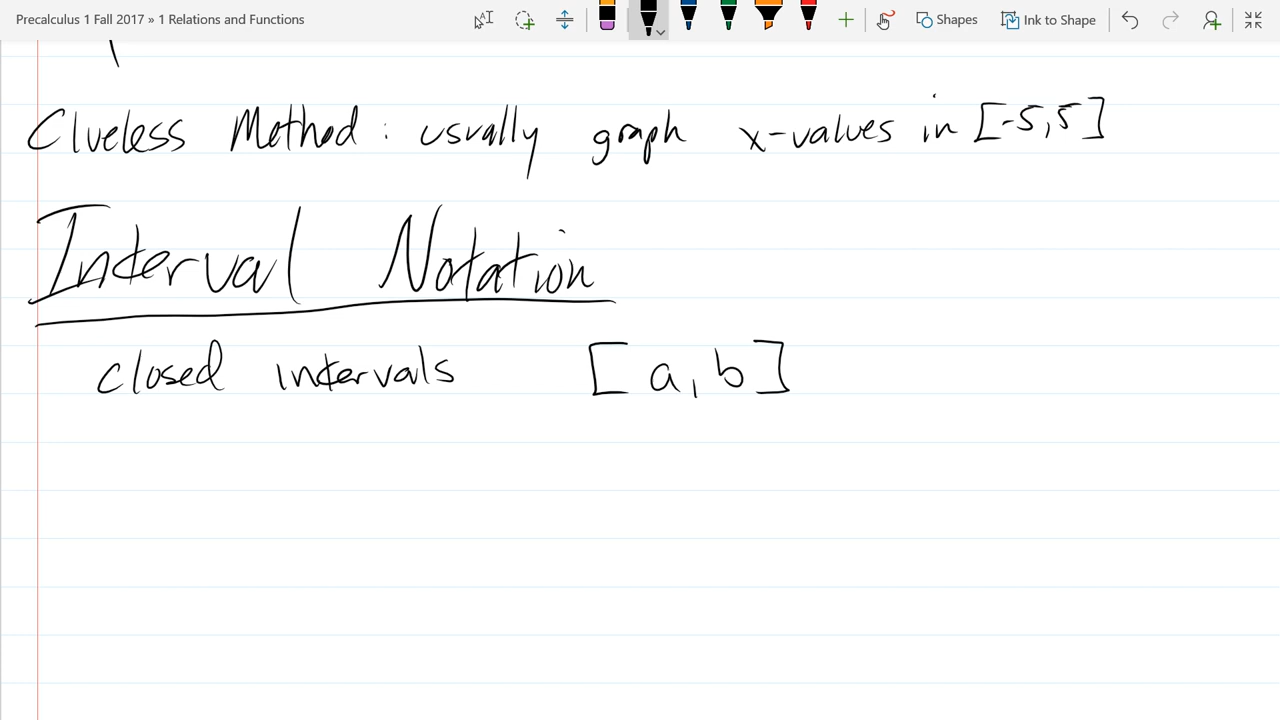 Precalculus 1 Fall 2017 » 1 Relations and Functions
Shapes
Ink to Shape
Clueless Method: usually graph x-values in [-5,5]
Interval Notation
closed intervals [a, b]